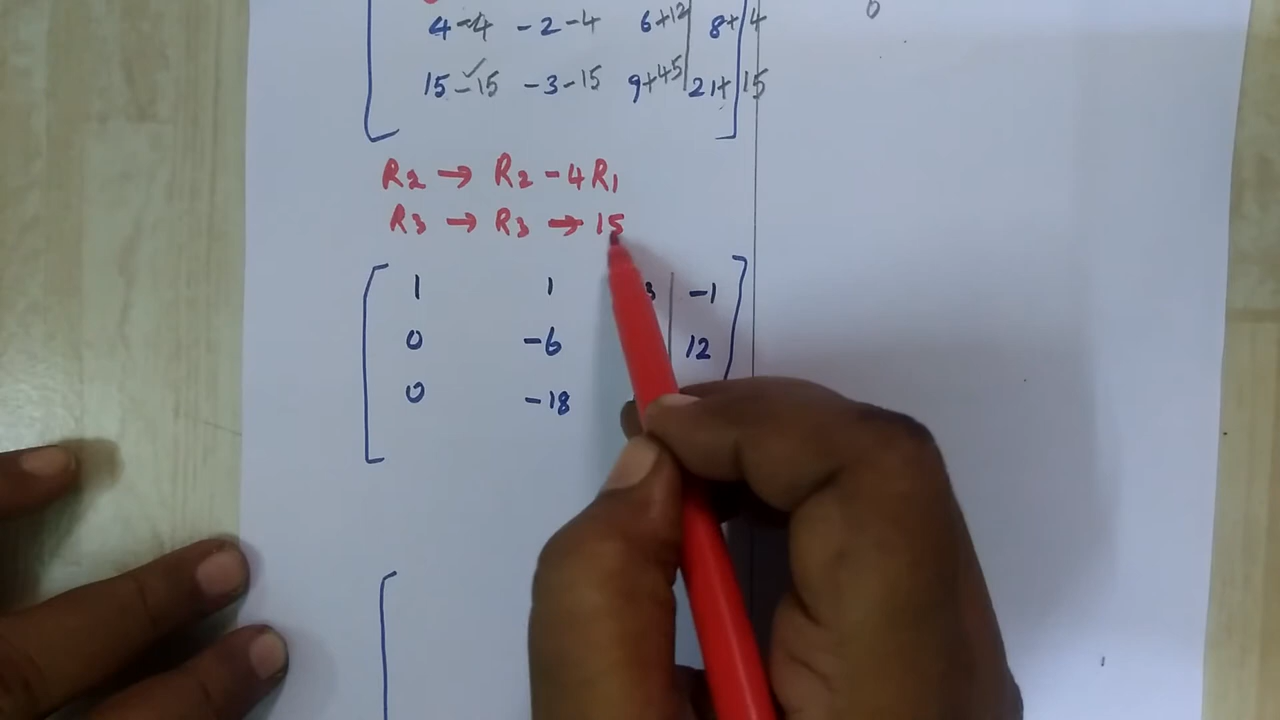 4-4 -2-4 6+12 8+4
15-15 -3-15 9+45 21+15
R2 → R2 - 4R1
R3 → R3 → 15
1 1 3 -1
0 -6 12
0 -18